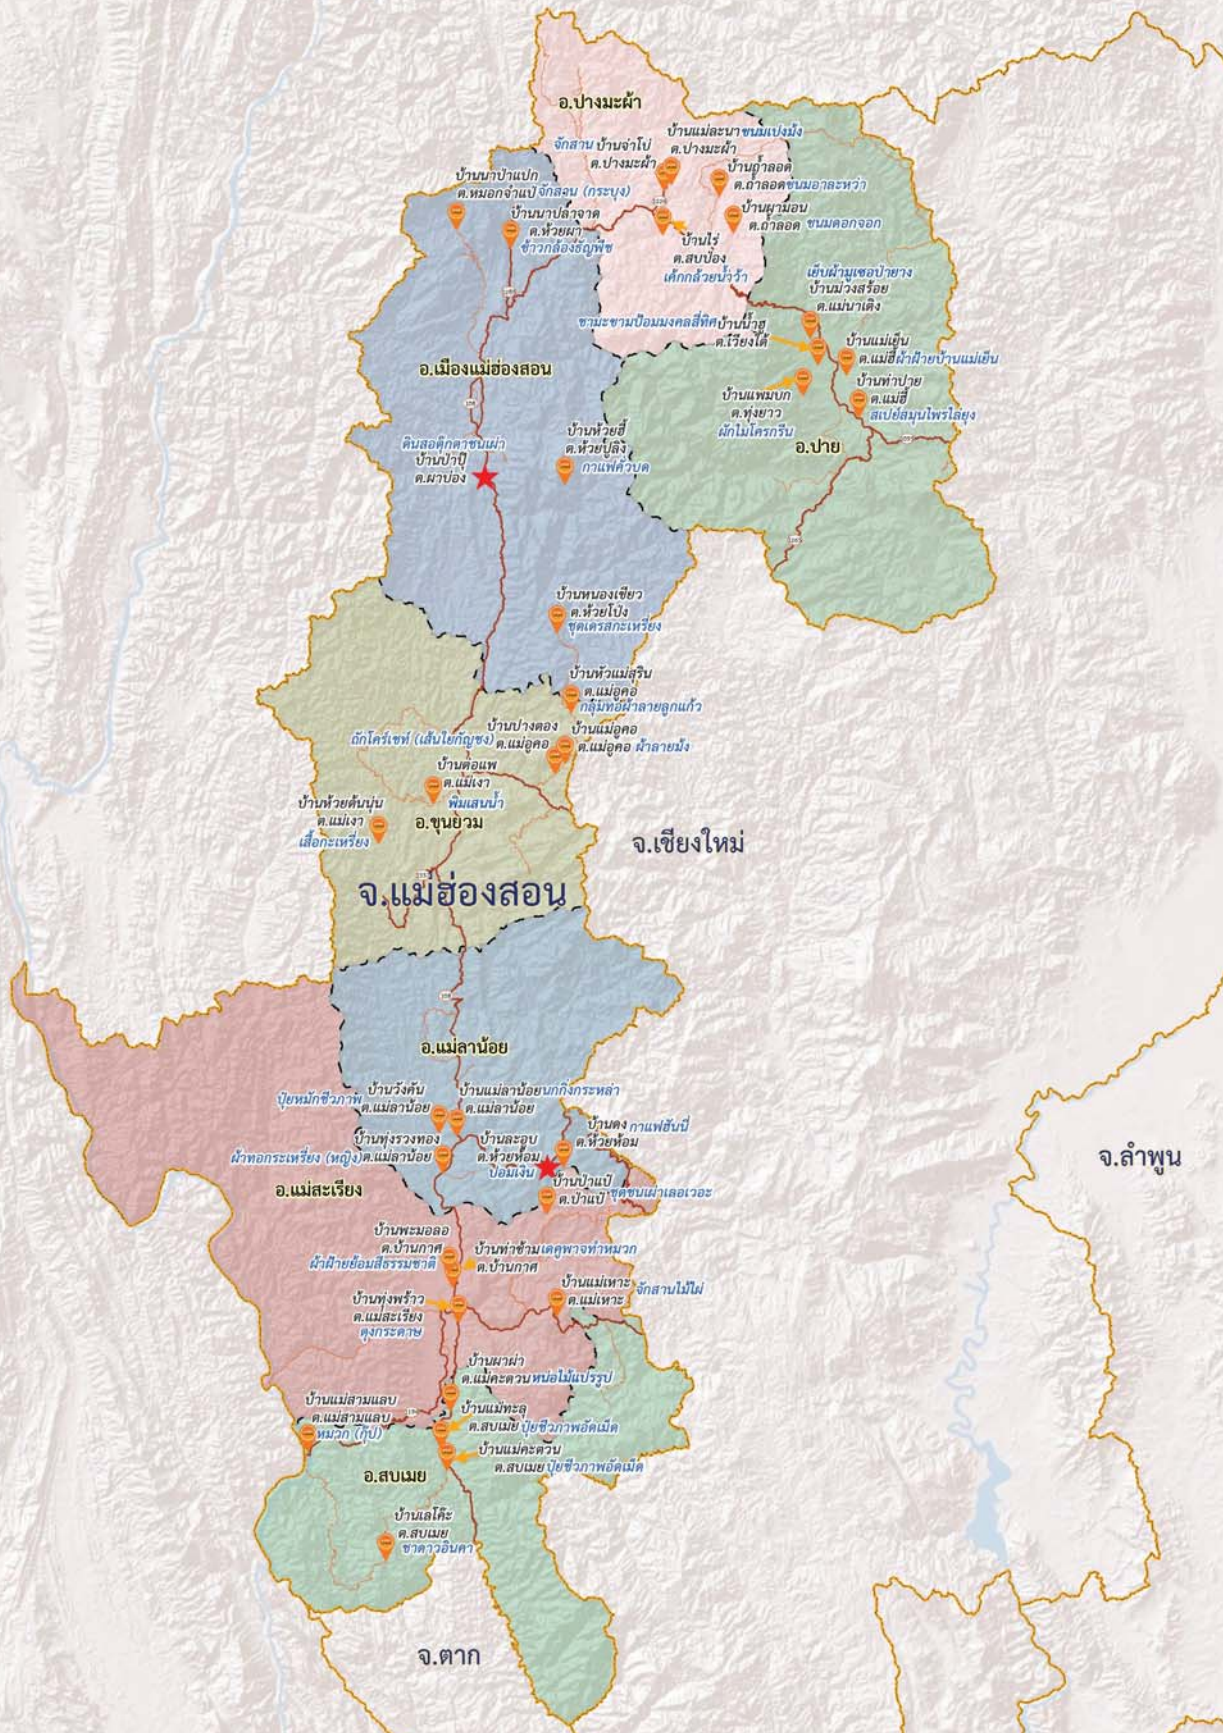 อ.ปางมะผ้า
บ้านแม่ละนา ขนมเปงม้ง
ต.ปางมะผ้า
จักสาน บ้านจ่าโบ่
ต.ปางมะผ้า
บ้านถ้ำลอด
ต.ถ้ำลอด ขนมอาละหว่า
บ้านนาป่าแปก
ต.หมอกจำแป่ จักสาน (กระบุง)
บ้านนาปลาจาด
ต.ห้วยผา
ข้าวกล้องธัญพืช
บ้านผามอน
ต.ถ้ำลอด ขนมดอกจอก
บ้านไร่
ต.สบป่อง
เค้กกล้วยน้ำว้า
เย็บผ้ามูเซอป่ายาง
บ้านม่วงสร้อย
ต.แม่นาเติง
ชามะขามป้อมมงคลสี่ทิศ บ้านน้ำฮู
ต.เวียงใต้
บ้านแม่เย็น
ต.แม่ฮี้ ผ้าฝ้ายบ้านแม่เย็น
บ้านท่าปาย
ต.แม่ฮี้
สเปย์สมุนไพรไล่ยุง
บ้านแพมบก
ต.ทุ่งยาว
ผักไมโครกรีน
อ.ปาย
อ.เมืองแม่ฮ่องสอน
108
ดินสอตุ๊กตาชนเผ่า
บ้านป่าปุ๊
ต.ผาบ่อง
บ้านห้วยฮี้
ต.ห้วยปูลิง
กาแฟคั่วบด
บ้านหนองเขียว
ต.ห้วยโป่ง
ชุดเดรสกะเหรี่ยง
บ้านหัวแม่สุริน
ต.แม่อูคอ
กลุ่มทอผ้าลายลูกแก้ว
บ้านปางตอง
ถักโครเชท์ (เส้นใยกัญชง) ต.แม่อูคอ
บ้านแม่อูคอ
ต.แม่อูคอ ผ้าลายม้ง
บ้านต่อแพ
ต.แม่เงา
พิมเสนน้ำ
บ้านห้วยต้นนุ่น
ต.แม่เงา
เสื้อกะเหรี่ยง
อ.ขุนยวม
จ.เชียงใหม่
จ.แม่ฮ่องสอน
108
อ.แม่ลาน้อย
บ้านวังคัน
ปุ๋ยหมักชีวภาพ ต.แม่ลาน้อย
บ้านแม่ลาน้อย นกกิงกระหล่า
ต.แม่ลาน้อย
บ้านดง กาแฟฮันนี่
ต.ห้วยห้อม
บ้านทุ่งรวงทอง
ผ้าทอกระเหรี่ยง (หญิง) ต.แม่ลาน้อย
บ้านละอูบ
ต.ห้วยห้อม
ปอมเงิน
บ้านป่าแป๋
ต.ป่าแป๋ ชุดชนเผ่าเลอเวอะ
จ.ลำพูน
อ.แม่สะเรียง
บ้านพะมอลอ
ต.บ้านกาศ
ผ้าฝ้ายย้อมสีธรรมชาติ
บ้านท่าข้าม เดคูพาจทำหมวก
ต.บ้านกาศ
บ้านทุ่งพร้าว
ต.แม่สะเรียง
ตุงกระดาษ
บ้านแม่เหาะ
ต.แม่เหาะ จักสานไม้ไผ่
บ้านผาผ่า
ต.แม่คะตวน หน่อไม้แปรรูป
บ้านแม่สามแลบ
ต.แม่สามแลบ
หมวก (กุ๊ป)
บ้านแม่ทะลุ
ต.สบเมย ปุ๋ยชีวภาพอัดเม็ด
บ้านแม่คะตวน
ต.สบเมย ปุ๋ยชีวภาพอัดเม็ด
อ.สบเมย
บ้านเลโค๊ะ
ต.สบเมย
ชาดาวอินคา
จ.ตาก